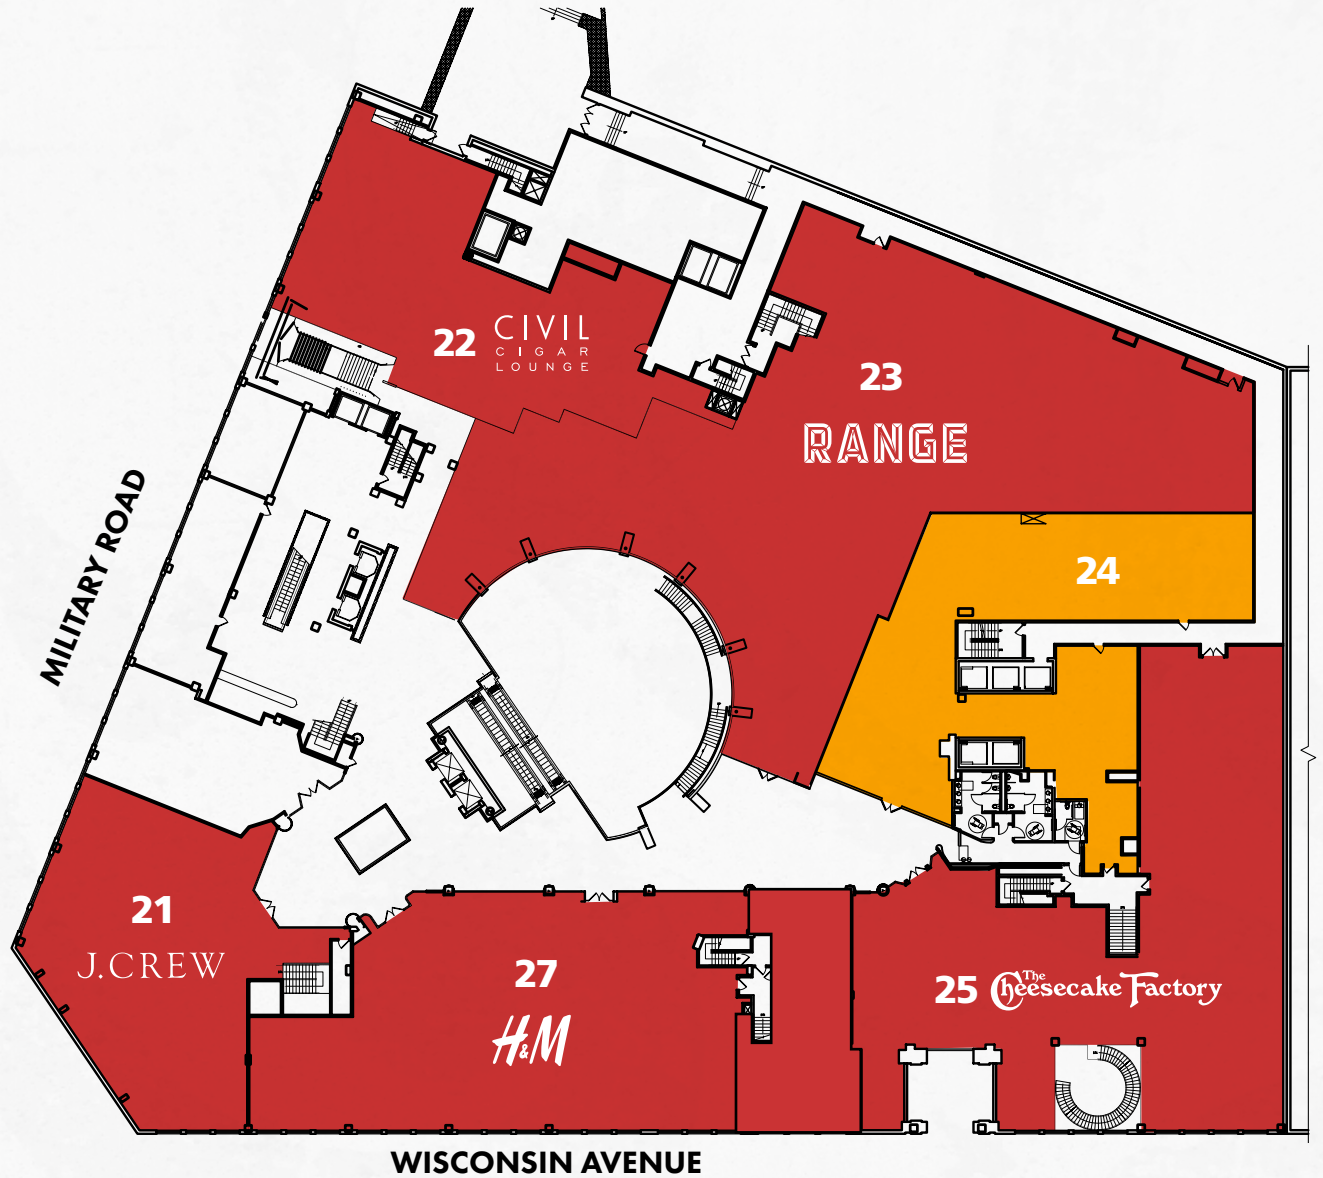 22 CIVIL
CIGAR
LOUNGE
23
RANGE
24
MILITARY ROAD
21
J.CREW
27
H&M
25 The
Cheesecake Factory
WISCONSIN AVENUE